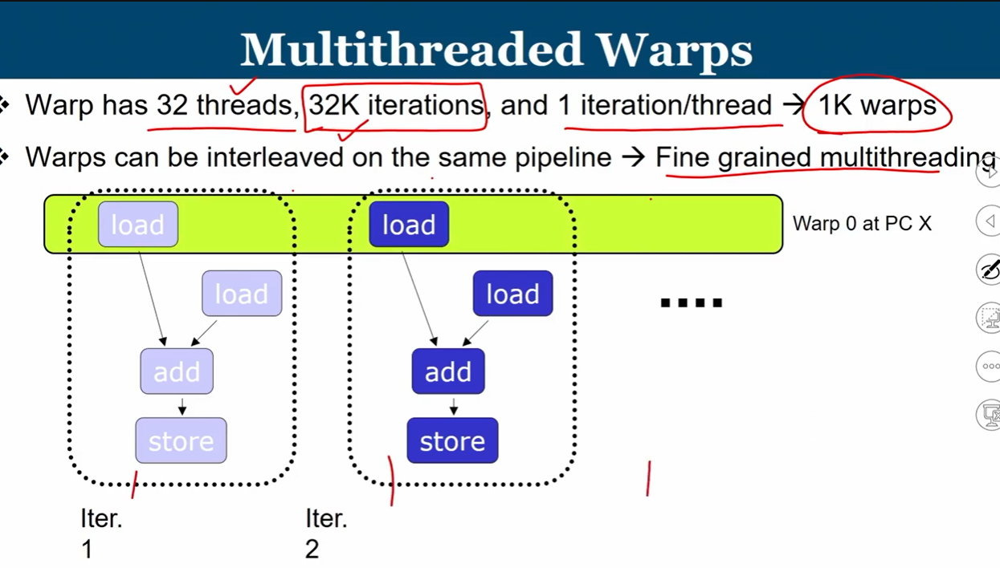 Multithreaded Warps
Warp has 32 threads, 32K iterations, and 1 iteration/thread → 1K warps
Warps can be interleaved on the same pipeline → Fine grained multithreading
load
load
Warp 0 at PC X
load
load
....
add
add
store
store
Iter.
1
Iter.
2